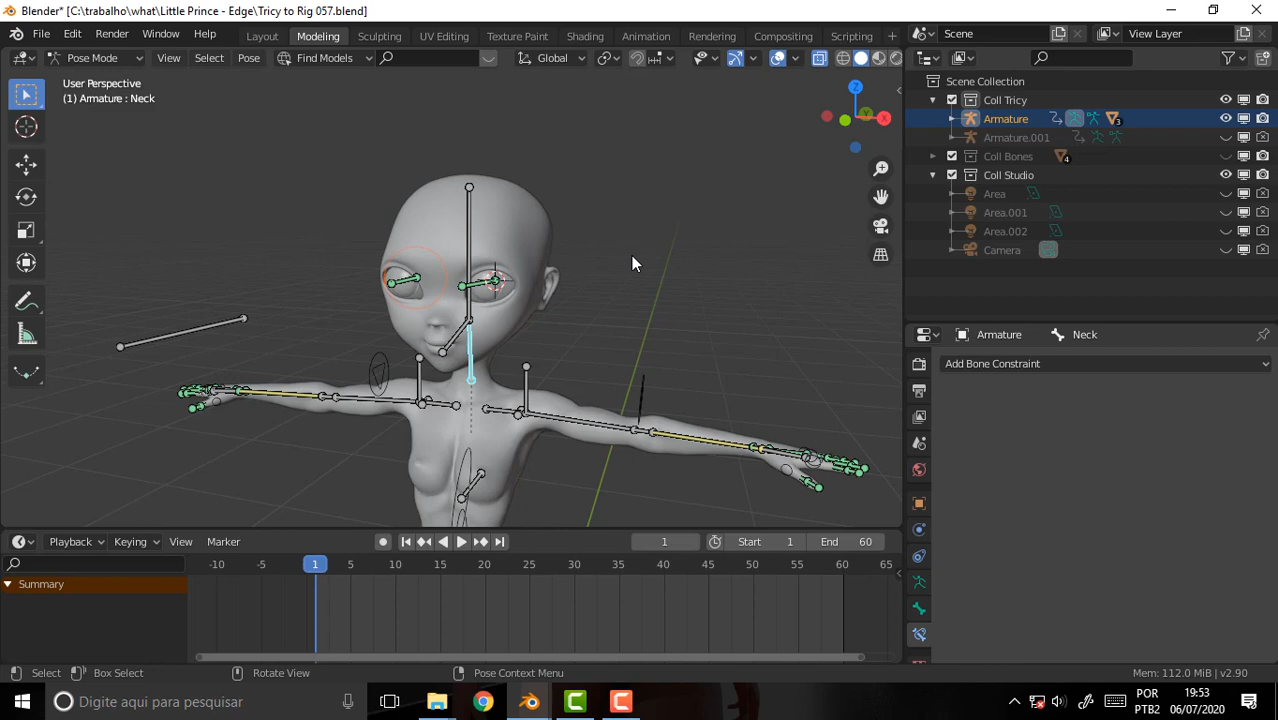 Blender* [C:\trabalho\what\Little Prince - Edge\Tricy to Rig 057.blend]
File Edit Render Window Help Layout Modeling Sculpting UV Editing Texture Paint Shading Animation Rendering Compositing Scripting + Scene View Layer
Pose Mode View Select Pose Find Models Global
User Perspective
(1) Armature : Neck
Z
Y
X
Scene Collection
Coll Tricy
Armature 3
Armature.001
Coll Bones 4
Coll Studio
Area
Area.001
Area.002
Camera
Armature Neck
Add Bone Constraint
Playback Keying View Marker 1 Start 1 End 60
-10 -5 1 5 10 15 20 25 30 35 40 45 50 55 60 65
Summary
Select Box Select Rotate View Pose Context Menu Mem: 112.0 MiB | v2.90
Digite aqui para pesquisar
POR
PTB2
19:53
06/07/2020